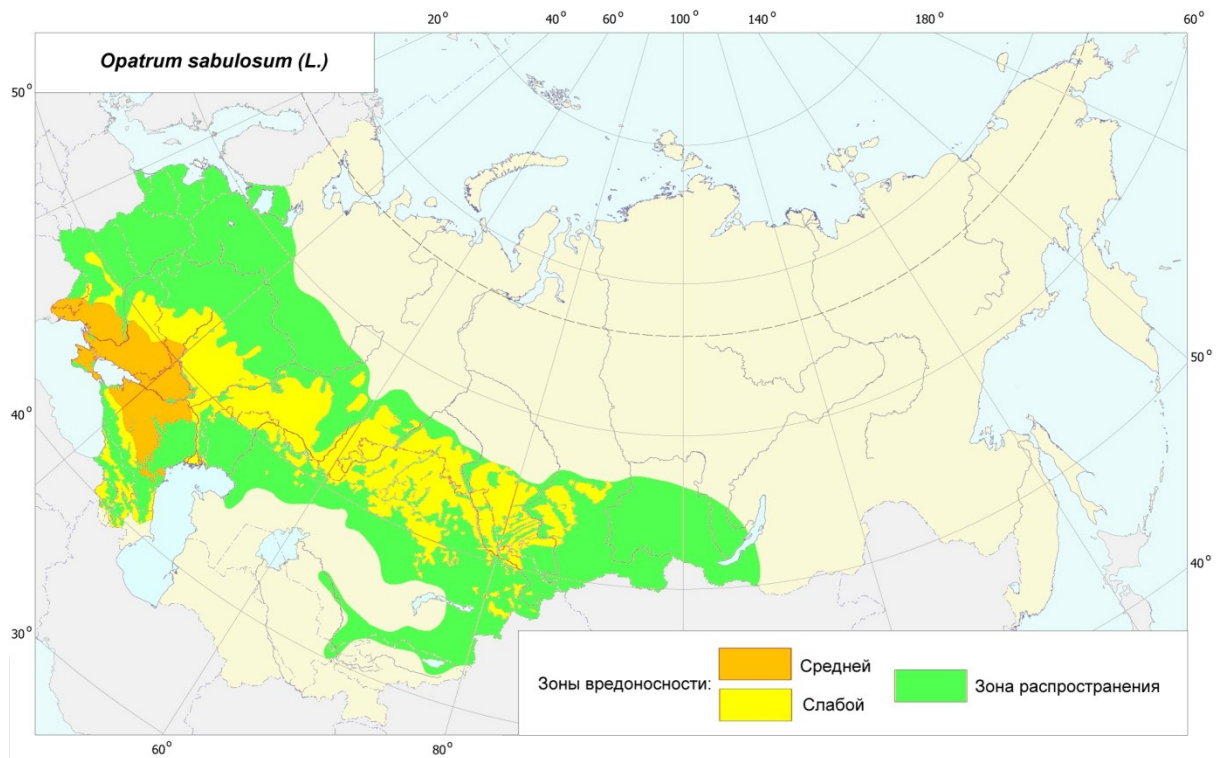 20° 40° 60° 100° 140° 180° 60°
Opatrum sabulosum (L.)
50°
50°
40°
40°
30°
Зоны вредоносности:
Средней
Слабой
Зона распространения
60° 80°